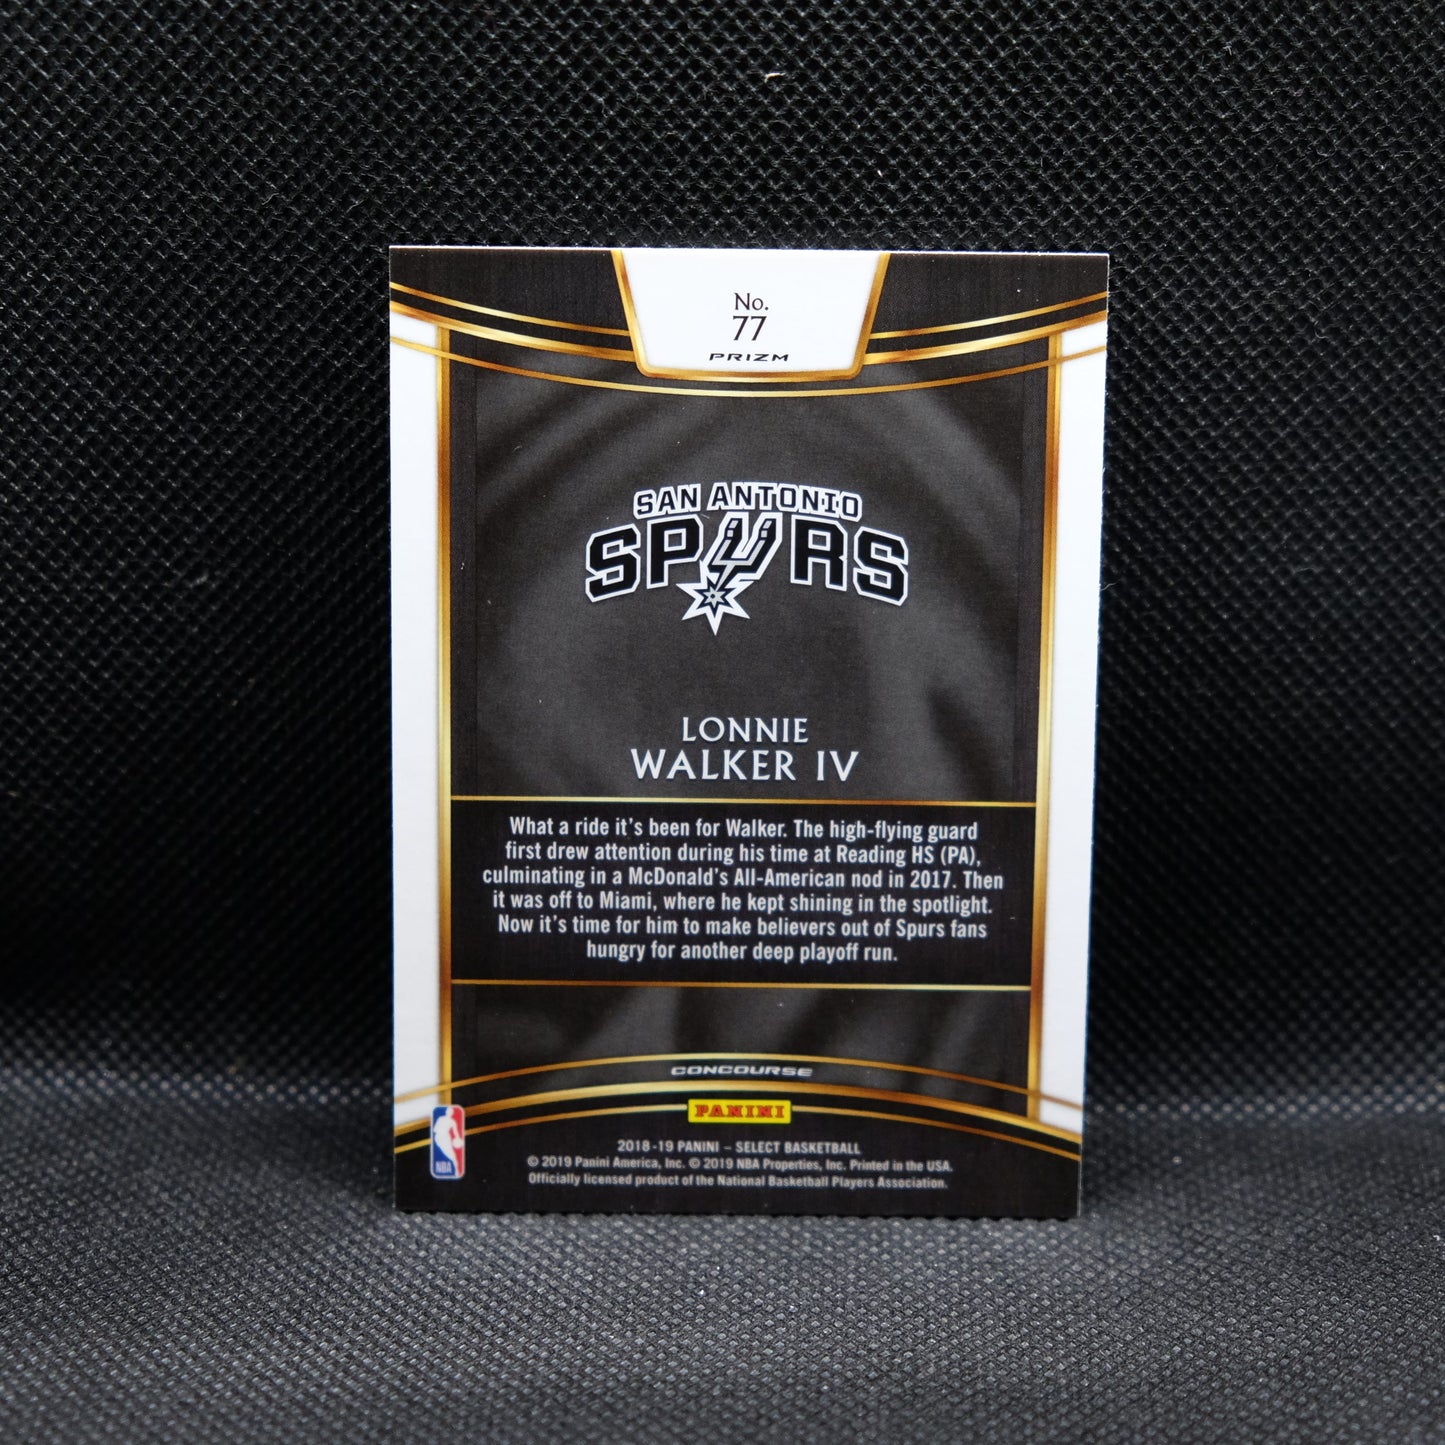 No.
77
PRIZM
SAN ANTONIO
SPURS
LONNIE
WALKER IV
What a ride it's been for Walker. The high-flying guard
first drew attention during his time at Reading HS (PA),
culminating in a McDonald's All-American nod in 2017. Then
it was off to Miami, where he kept shining in the spotlight.
Now it's time for him to make believers out of Spurs fans
hungry for another deep playoff run.
CONCOURSE
PANINI
NBA
2018-19 PANINI – SELECT BASKETBALL
© 2019 Panini America, Inc. © 2019 NBA Properties, Inc. Printed in the USA.
Officially licensed product of the National Basketball Players Association.